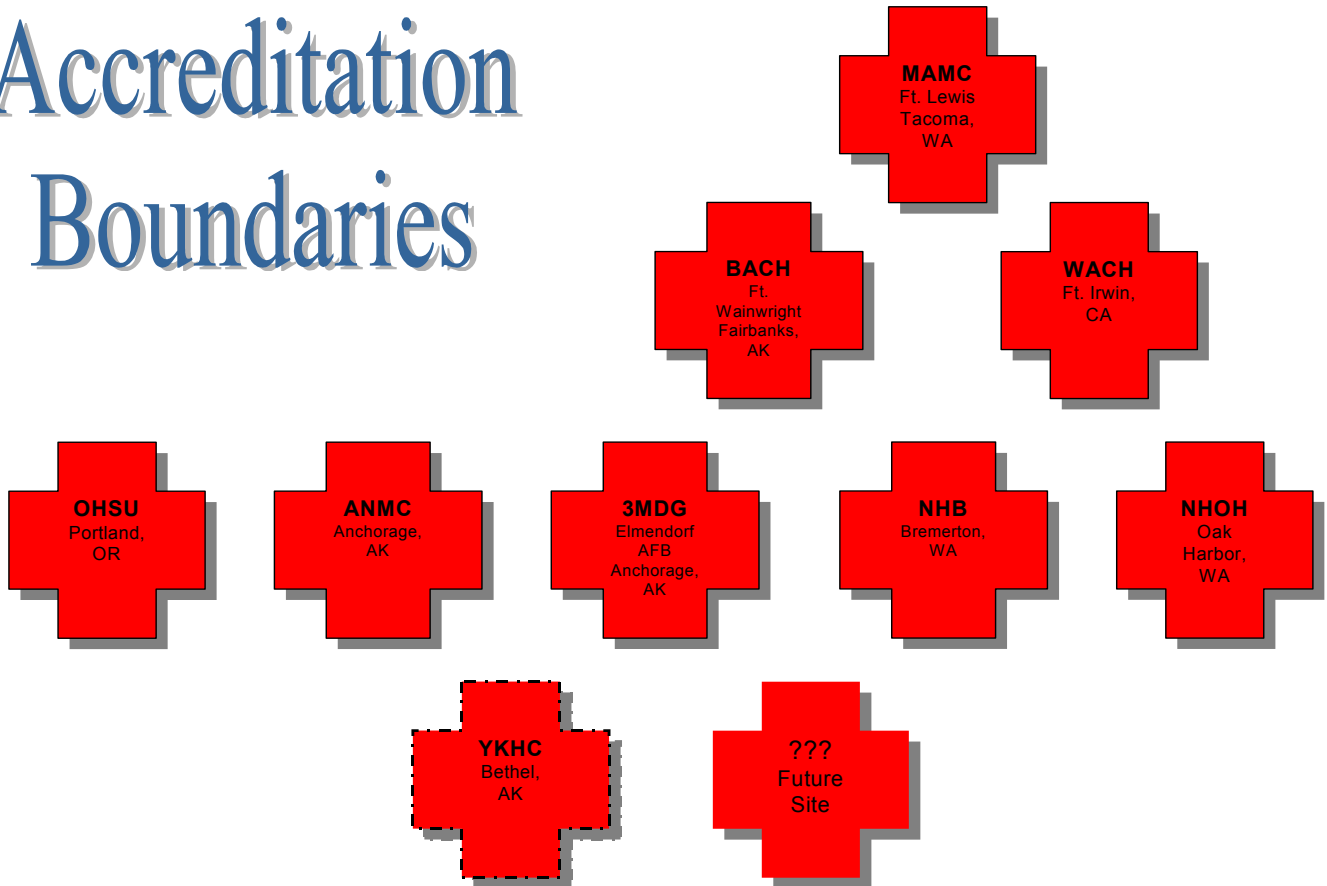 Accreditation
Boundaries
MAMC
Ft. Lewis
Tacoma,
WA
BACH
Ft.
Wainwright
Fairbanks,
AK
WACH
Ft. Irwin,
CA
OHSU
Portland,
OR
ANMC
Anchorage,
AK
3MDG
Elmendorf
AFB
Anchorage,
AK
NHB
Bremerton,
WA
NHOH
Oak
Harbor,
WA
YKHC
Bethel,
AK
???
Future
Site